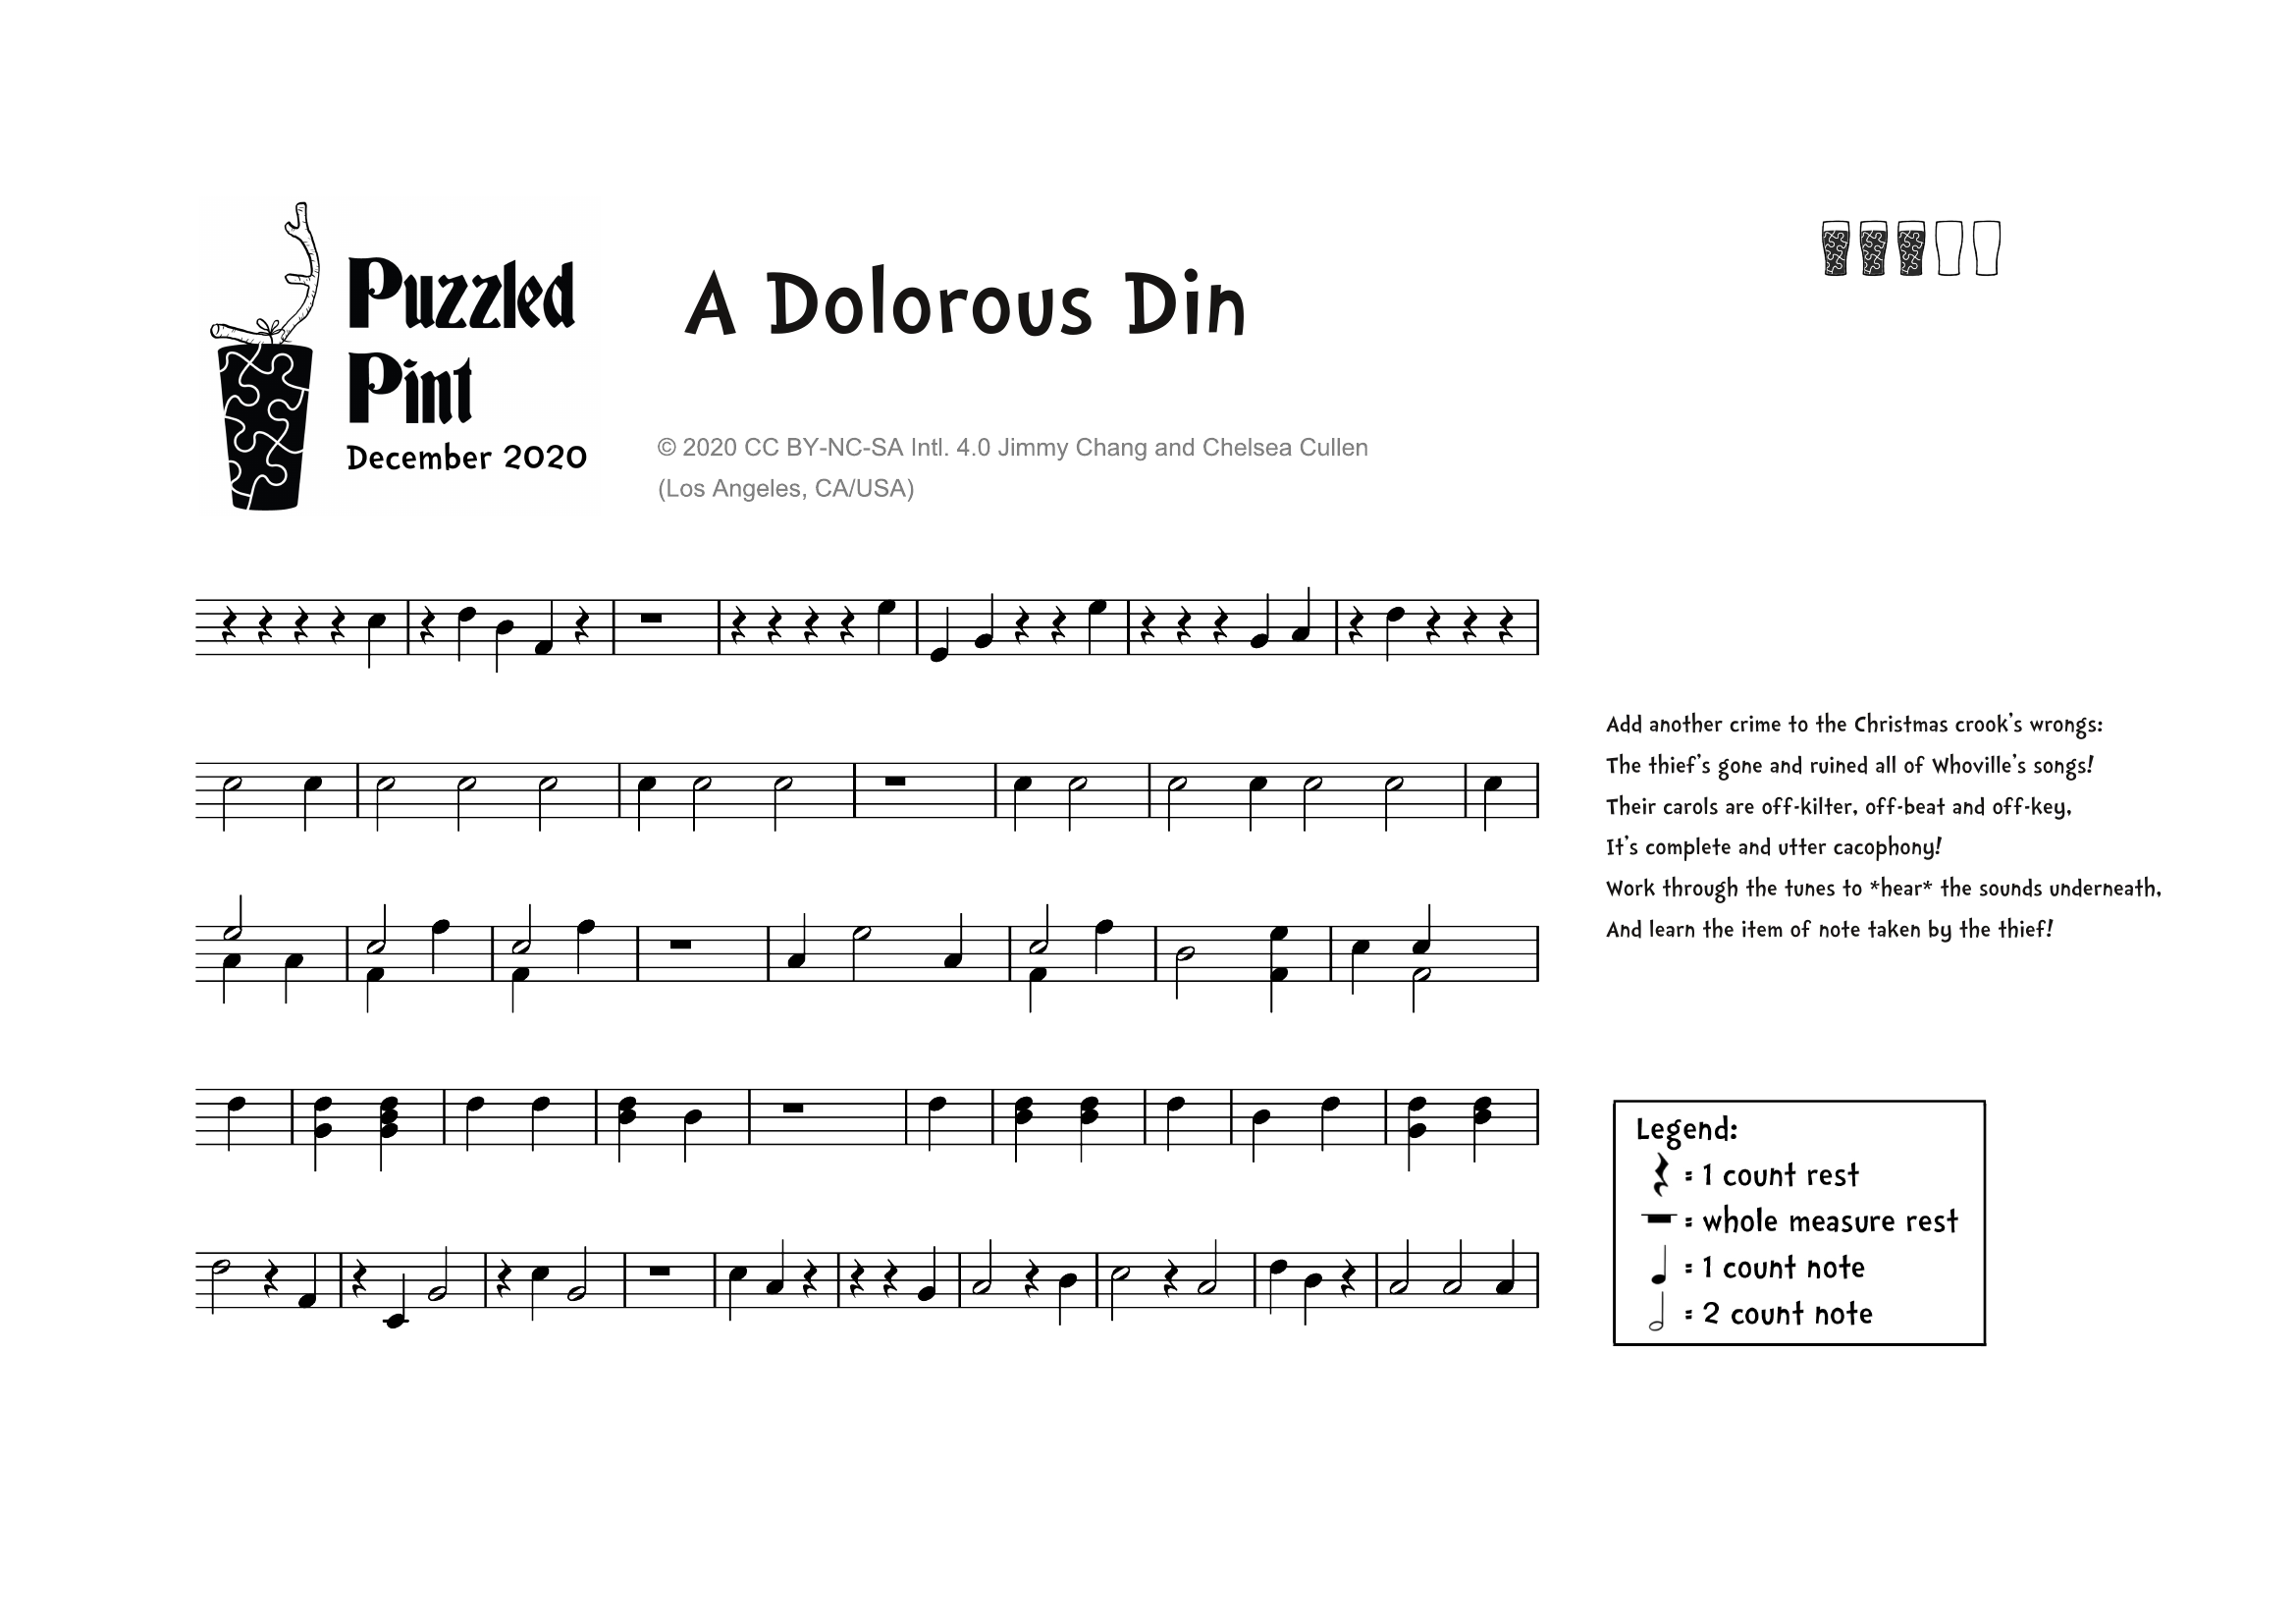 Puzzled
Pint
December 2020
A Dolorous Din
© 2020 CC BY-NC-SA Intl. 4.0 Jimmy Chang and Chelsea Cullen
(Los Angeles, CA/USA)
Add another crime to the Christmas crook's wrongs:
The thief's gone and ruined all of Whoville's songs!
Their carols are off-kilter, off-beat and off-key,
It's complete and utter cacophony!
Work through the tunes to *hear* the sounds underneath,
And learn the item of note taken by the thief!
Legend:
= 1 count rest
= whole measure rest
= 1 count note
= 2 count note